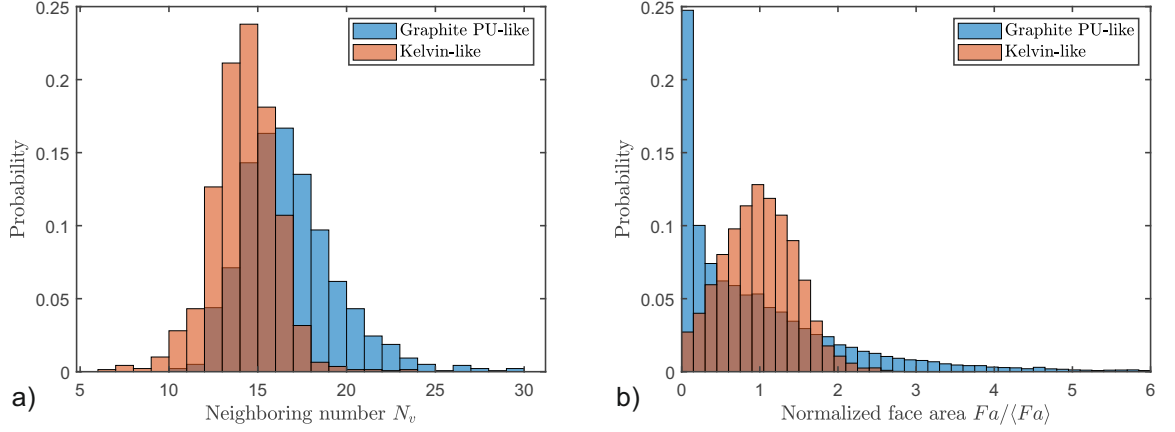 0.25
0.2
0.15
0.1
0.05
0
Probability
5 10 15 20 25 30
Neighboring number N_v
Graphite PU-like
Kelvin-like
a)
0.25
0.2
0.15
0.1
0.05
0
Probability
0 1 2 3 4 5 6
Normalized face area Fa/⟨Fa⟩
Graphite PU-like
Kelvin-like
b)